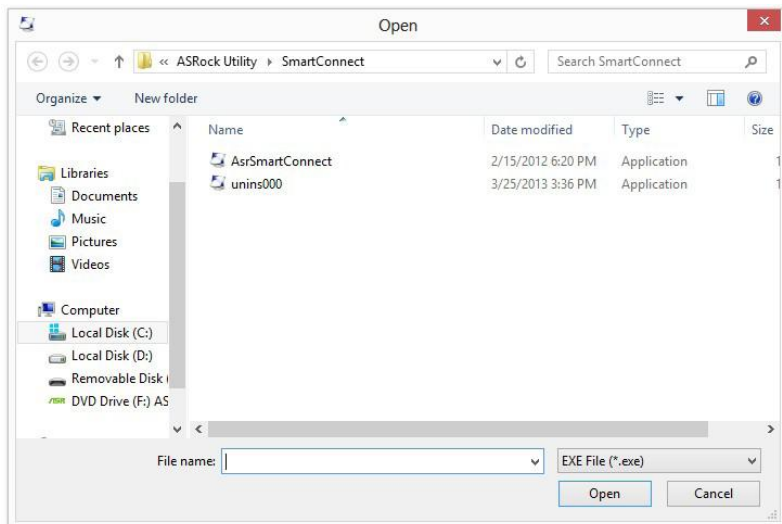 Open
« ASRock Utility SmartConnect Search SmartConnect
Organize New folder
Recent places
Libraries
Documents
Music
Pictures
Videos
Computer
Local Disk (C:)
Local Disk (D:)
Removable Disk (
DVD Drive (F:) AS
Name Date modified Type Size
AsrSmartConnect 2/15/2012 6:20 PM Application 1
unins000 3/25/2013 3:36 PM Application 1
File name: EXE File (*.exe)
Open Cancel